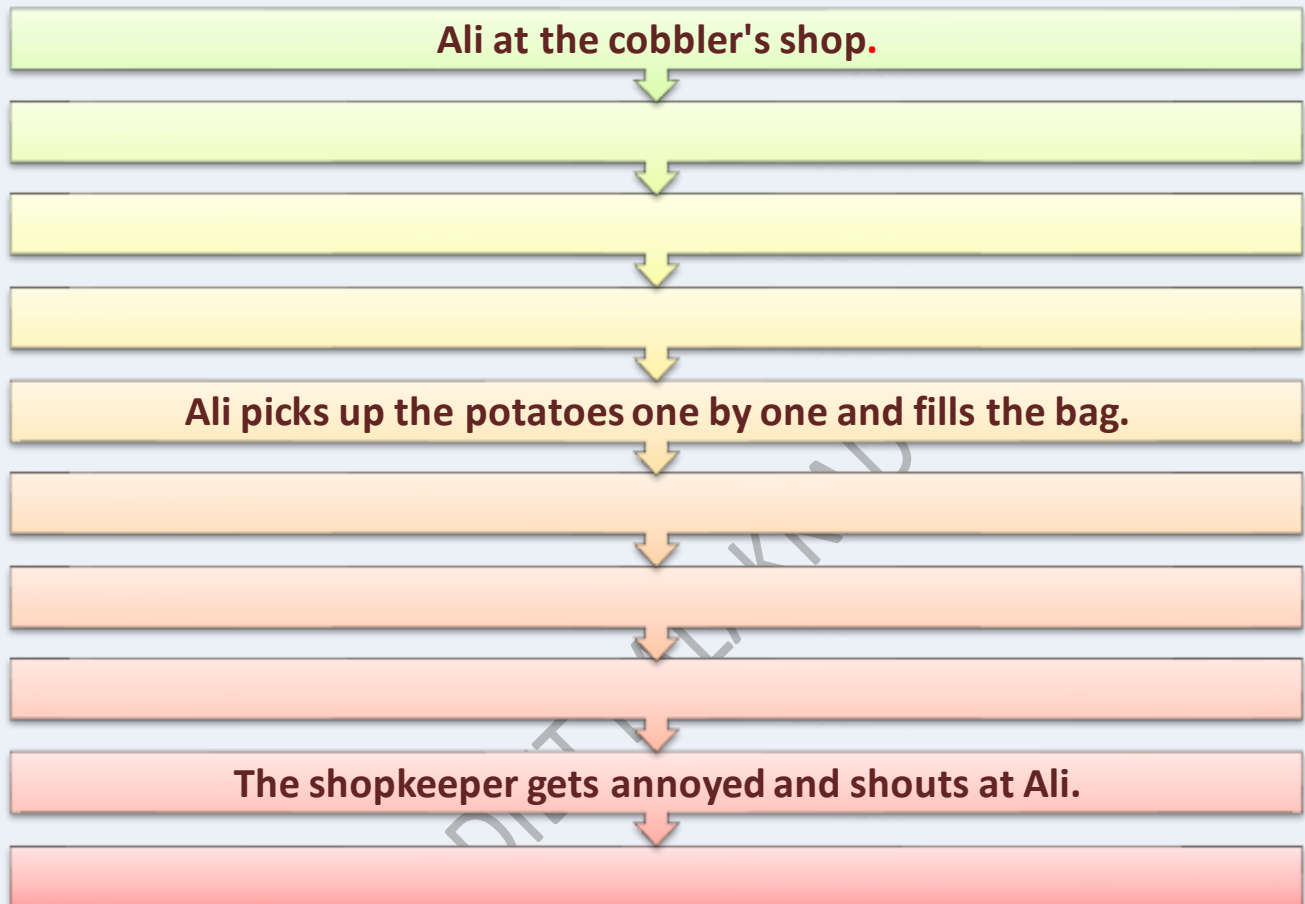 Ali at the cobbler's shop.
Ali picks up the potatoes one by one and fills the bag.
The shopkeeper gets annoyed and shouts at Ali.